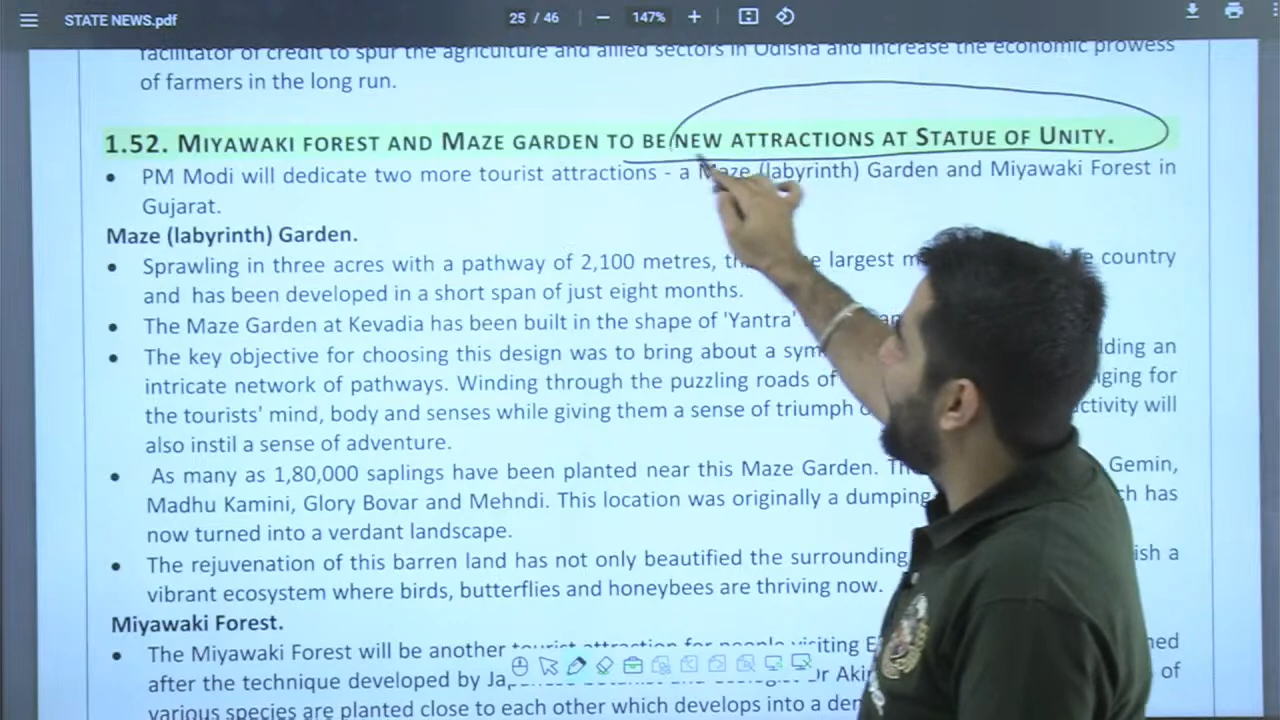 STATE NEWS.pdf
25 / 46
147%
facilitator of credit to spur the agriculture and allied sectors in Odisha and increase the economic prowess
of farmers in the long run.
1.52. MIYAWAKI FOREST AND MAZE GARDEN TO BE NEW ATTRACTIONS AT STATUE OF UNITY.
• PM Modi will dedicate two more tourist attractions - a Maze (labyrinth) Garden and Miyawaki Forest in
Gujarat.
Maze (labyrinth) Garden.
• Sprawling in three acres with a pathway of 2,100 metres, largest country
and has been developed in a short span of just eight months.
• The Maze Garden at Kevadia has been built in the shape of 'Yantra'
• The key objective for choosing this design was to bring about a an
intricate network of pathways. Winding through the puzzling roads of for
the tourists' mind, body and senses while giving them a sense of triumph will
also instil a sense of adventure.
• As many as 1,80,000 saplings have been planted near this Maze Garden. Gemin,
Madhu Kamini, Glory Bovar and Mehndi. This location was originally a dumping has
now turned into a verdant landscape.
• The rejuvenation of this barren land has not only beautified the a
vibrant ecosystem where birds, butterflies and honeybees are thriving now.
Miyawaki Forest.
• The Miyawaki Forest will be another tourist attraction for people
after the technique developed by Dr of
various species are planted close to each other which develops into a